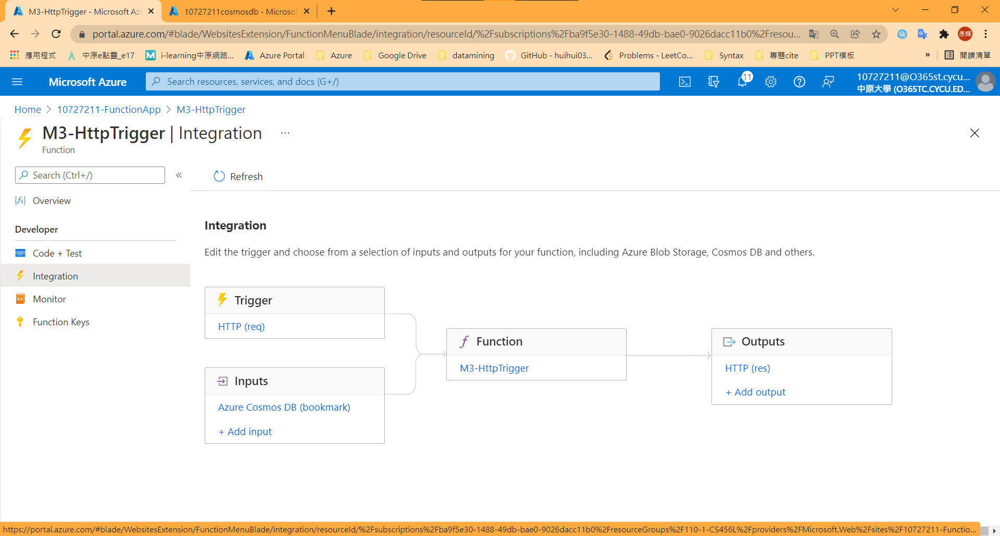 M3-HttpTrigger - Microsoft Az
10727211cosmosdb - Microsof
portal.azure.com/#blade/WebsitesExtension/FunctionMenuBlade/integration/resourceId/%2Fsubscriptions%2Fba9f5e30-1488-49db-bae0-9026dacc11b0%2Fresou...
彥輝
應用程式 中原e點靈_e17 i-learning中原網路... Azure Portal Azure Google Drive datamining GitHub - huihui03... Problems - LeetCo... Syntax 專題cite PPT模板 » 閱讀清單
Microsoft Azure
Search resources, services, and docs (G+/)
11
10727211@O365st.cycu...
中原大學 (O365TC.CYCU.ED...
Home > 10727211-FunctionApp > M3-HttpTrigger
M3-HttpTrigger | Integration ...
Function
Search (Ctrl+/)
«
Refresh
Overview
Developer
Code + Test
Integration
Monitor
Function Keys
Integration
Edit the trigger and choose from a selection of inputs and outputs for your function, including Azure Blob Storage, Cosmos DB and others.
Trigger
HTTP (req)
Inputs
Azure Cosmos DB (bookmark)
+ Add input
Function
M3-HttpTrigger
Outputs
HTTP (res)
+ Add output
https://portal.azure.com/#blade/WebsitesExtension/FunctionMenuBlade/integration/resourceId/%2Fsubscriptions%2Fba9f5e30-1488-49db-bae0-9026dacc11b0%2FresourceGroups%2F110-1-CS456L%2Fproviders%2FMicrosoft.Web%2Fsites%2F10727211-Functio...